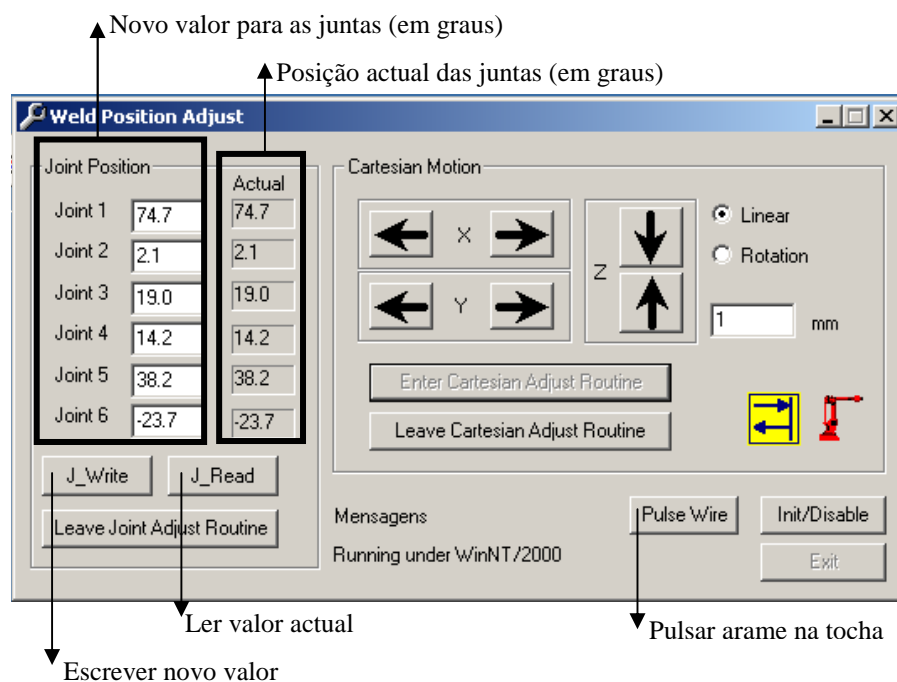 Novo valor para as juntas (em graus)
Posição actual das juntas (em graus)
Weld Position Adjust
Joint Position
Actual
Joint 1 74.7 74.7
Joint 2 2.1 2.1
Joint 3 19.0 19.0
Joint 4 14.2 14.2
Joint 5 38.2 38.2
Joint 6 -23.7 -23.7
J_Write J_Read
Leave Joint Adjust Routine
Cartesian Motion
X
Y
Z
Linear
Rotation
1 mm
Enter Cartesian Adjust Routine
Leave Cartesian Adjust Routine
Mensagens
Running under WinNT/2000
Pulse Wire Init/Disable
Exit
Ler valor actual
Pulsar arame na tocha
Escrever novo valor